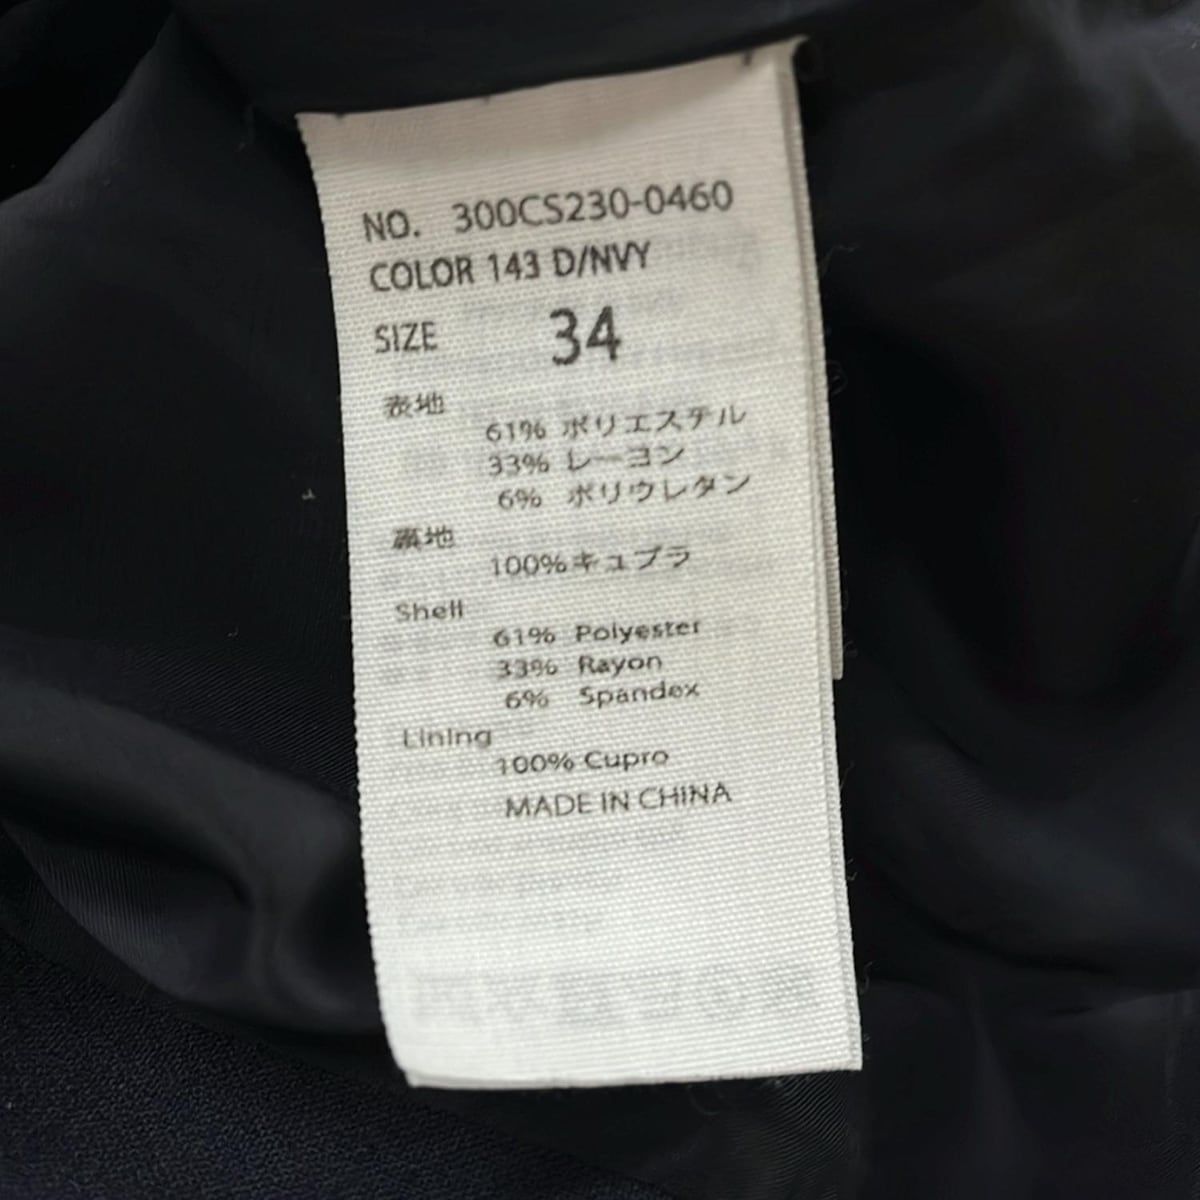 NO. 300CS230-0460
COLOR 143 D/NVY
SIZE 34
表地
61% ポリエステル
33% レーヨン
6% ポリウレタン
裏地
100%キュプラ
Shell
61% Polyester
33% Rayon
6% Spandex
Lining
100% Cupro
MADE IN CHINA